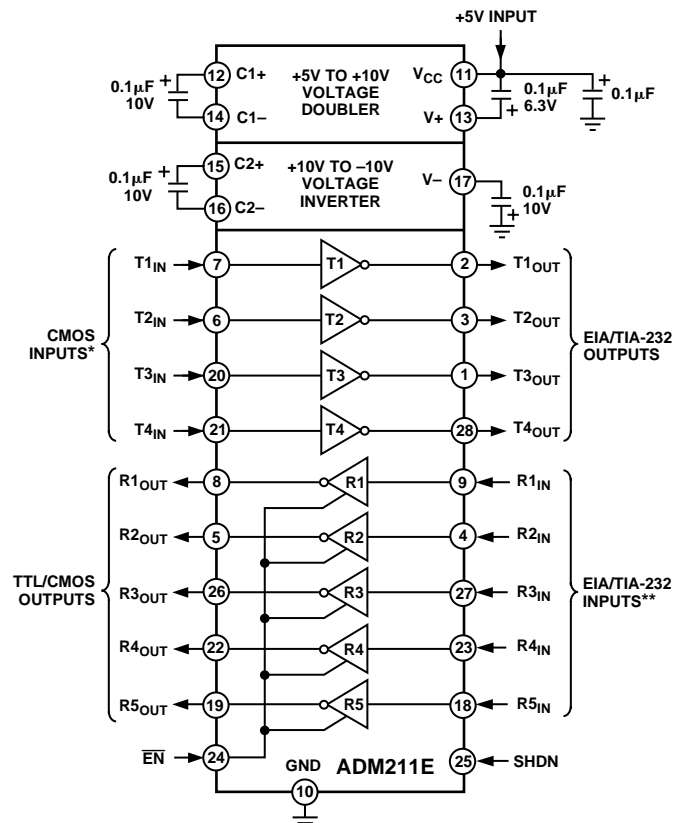 +5V INPUT
0.1µF
10V
+
12
C1+
14
C1–
+5V TO +10V
VOLTAGE
DOUBLER
VCC
11
V+
13
0.1µF
6.3V
+
+
0.1µF
0.1µF
10V
+
15
C2+
16
C2–
+10V TO –10V
VOLTAGE
INVERTER
V–
17
0.1µF
10V
+
CMOS
INPUTS*
T1IN
7
T1
2
T1OUT
T2IN
6
T2
3
T2OUT
T3IN
20
T3
1
T3OUT
T4IN
21
T4
28
T4OUT
EIA/TIA-232
OUTPUTS
TTL/CMOS
OUTPUTS
R1OUT
8
R1
9
R1IN
R2OUT
5
R2
4
R2IN
R3OUT
26
R3
27
R3IN
R4OUT
22
R4
23
R4IN
R5OUT
19
R5
18
R5IN
EIA/TIA-232
INPUTS**
EN
24
GND
10
ADM211E
25
SHDN